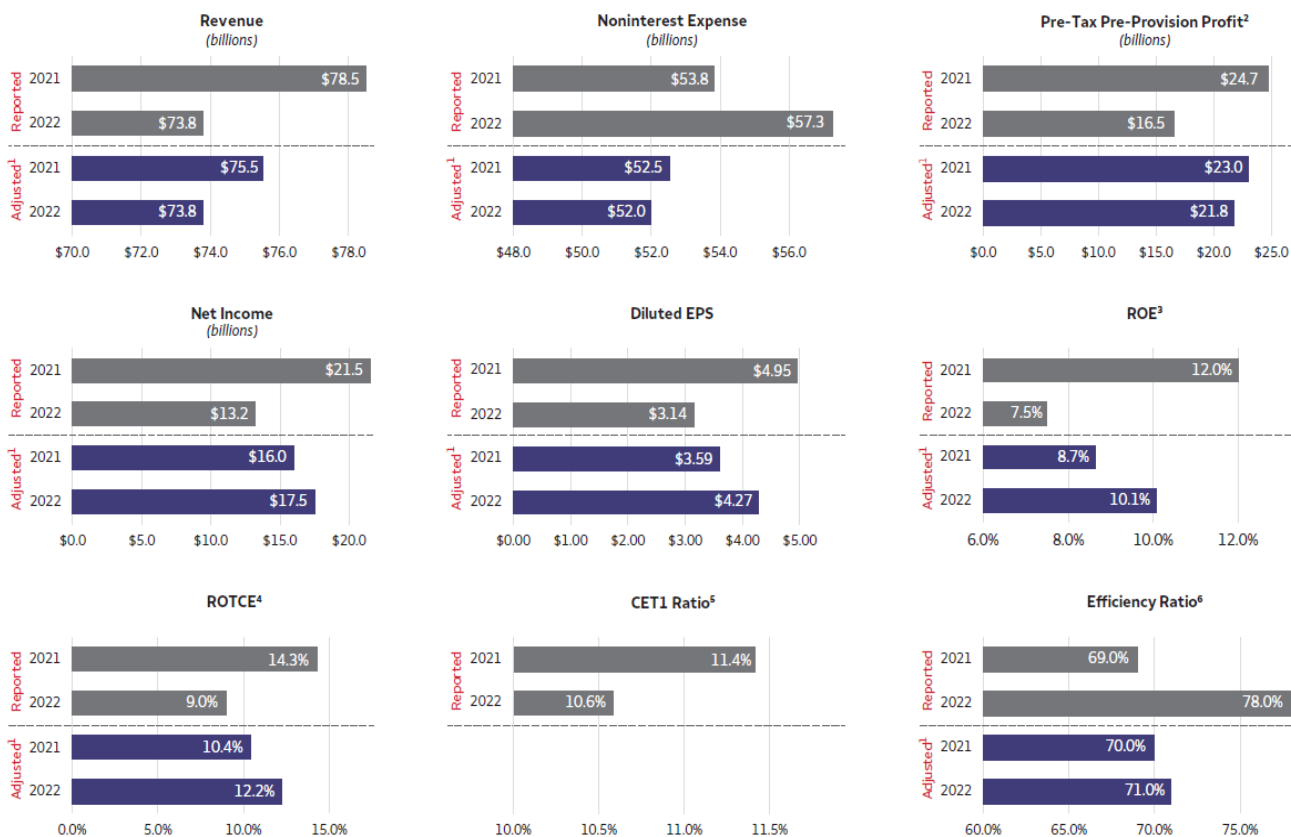 Revenue
(billions)
Reported
2021
$78.5
2022
$73.8
Adjusted¹
2021
$75.5
2022
$73.8
$70.0 $72.0 $74.0 $76.0 $78.0
Noninterest Expense
(billions)
Reported
2021
$53.8
2022
$57.3
Adjusted¹
2021
$52.5
2022
$52.0
$48.0 $50.0 $52.0 $54.0 $56.0
Pre-Tax Pre-Provision Profit²
(billions)
Reported
2021
$24.7
2022
$16.5
Adjusted¹
2021
$23.0
2022
$21.8
$0.0 $5.0 $10.0 $15.0 $20.0 $25.0
Net Income
(billions)
Reported
2021
$21.5
2022
$13.2
Adjusted¹
2021
$16.0
2022
$17.5
$0.0 $5.0 $10.0 $15.0 $20.0
Diluted EPS
Reported
2021
$4.95
2022
$3.14
Adjusted¹
2021
$3.59
2022
$4.27
$0.00 $1.00 $2.00 $3.00 $4.00 $5.00
ROE³
Reported
2021
12.0%
2022
7.5%
Adjusted¹
2021
8.7%
2022
10.1%
6.0% 8.0% 10.0% 12.0%
ROTCE⁴
Reported
2021
14.3%
2022
9.0%
Adjusted¹
2021
10.4%
2022
12.2%
0.0% 5.0% 10.0% 15.0%
CET1 Ratio⁵
Reported
2021
11.4%
2022
10.6%
10.0% 10.5% 11.0% 11.5%
Efficiency Ratio⁶
Reported
2021
69.0%
2022
78.0%
Adjusted¹
2021
70.0%
2022
71.0%
60.0% 65.0% 70.0% 75.0%